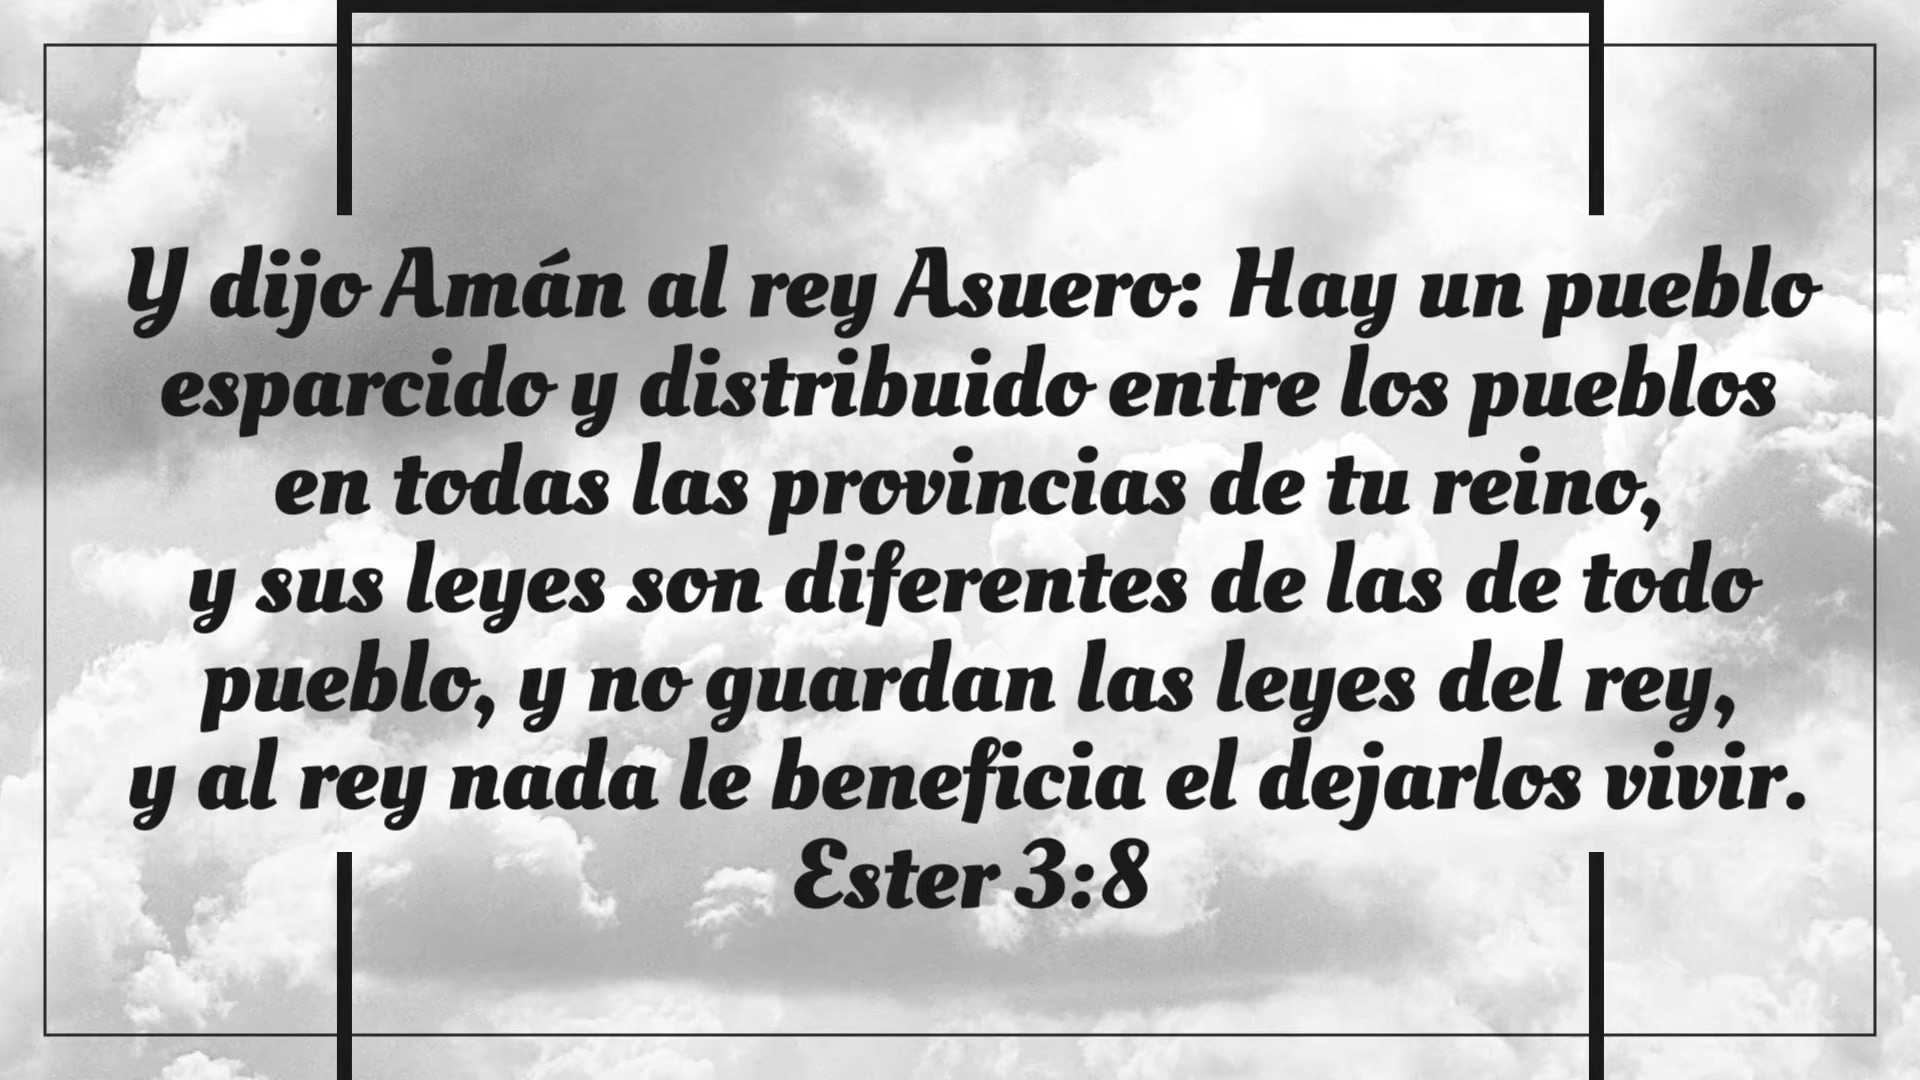 Y dijo Amán al rey Asuero: Hay un pueblo
esparcido y distribuido entre los pueblos
en todas las provincias de tu reino,
y sus leyes son diferentes de las de todo
pueblo, y no guardan las leyes del rey,
y al rey nada le beneficia el dejarlos vivir.
Ester 3:8